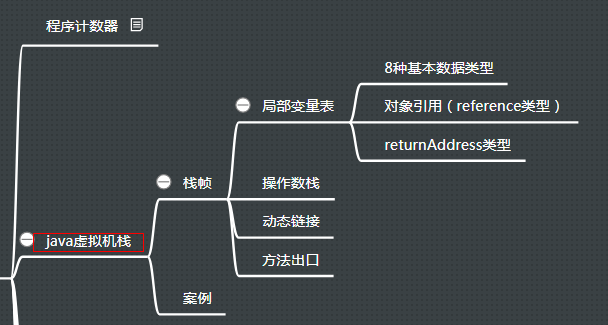 程序计数器
8种基本数据类型
局部变量表
对象引用（reference类型）
returnAddress类型
栈帧
操作数栈
动态链接
java虚拟机栈
方法出口
案例